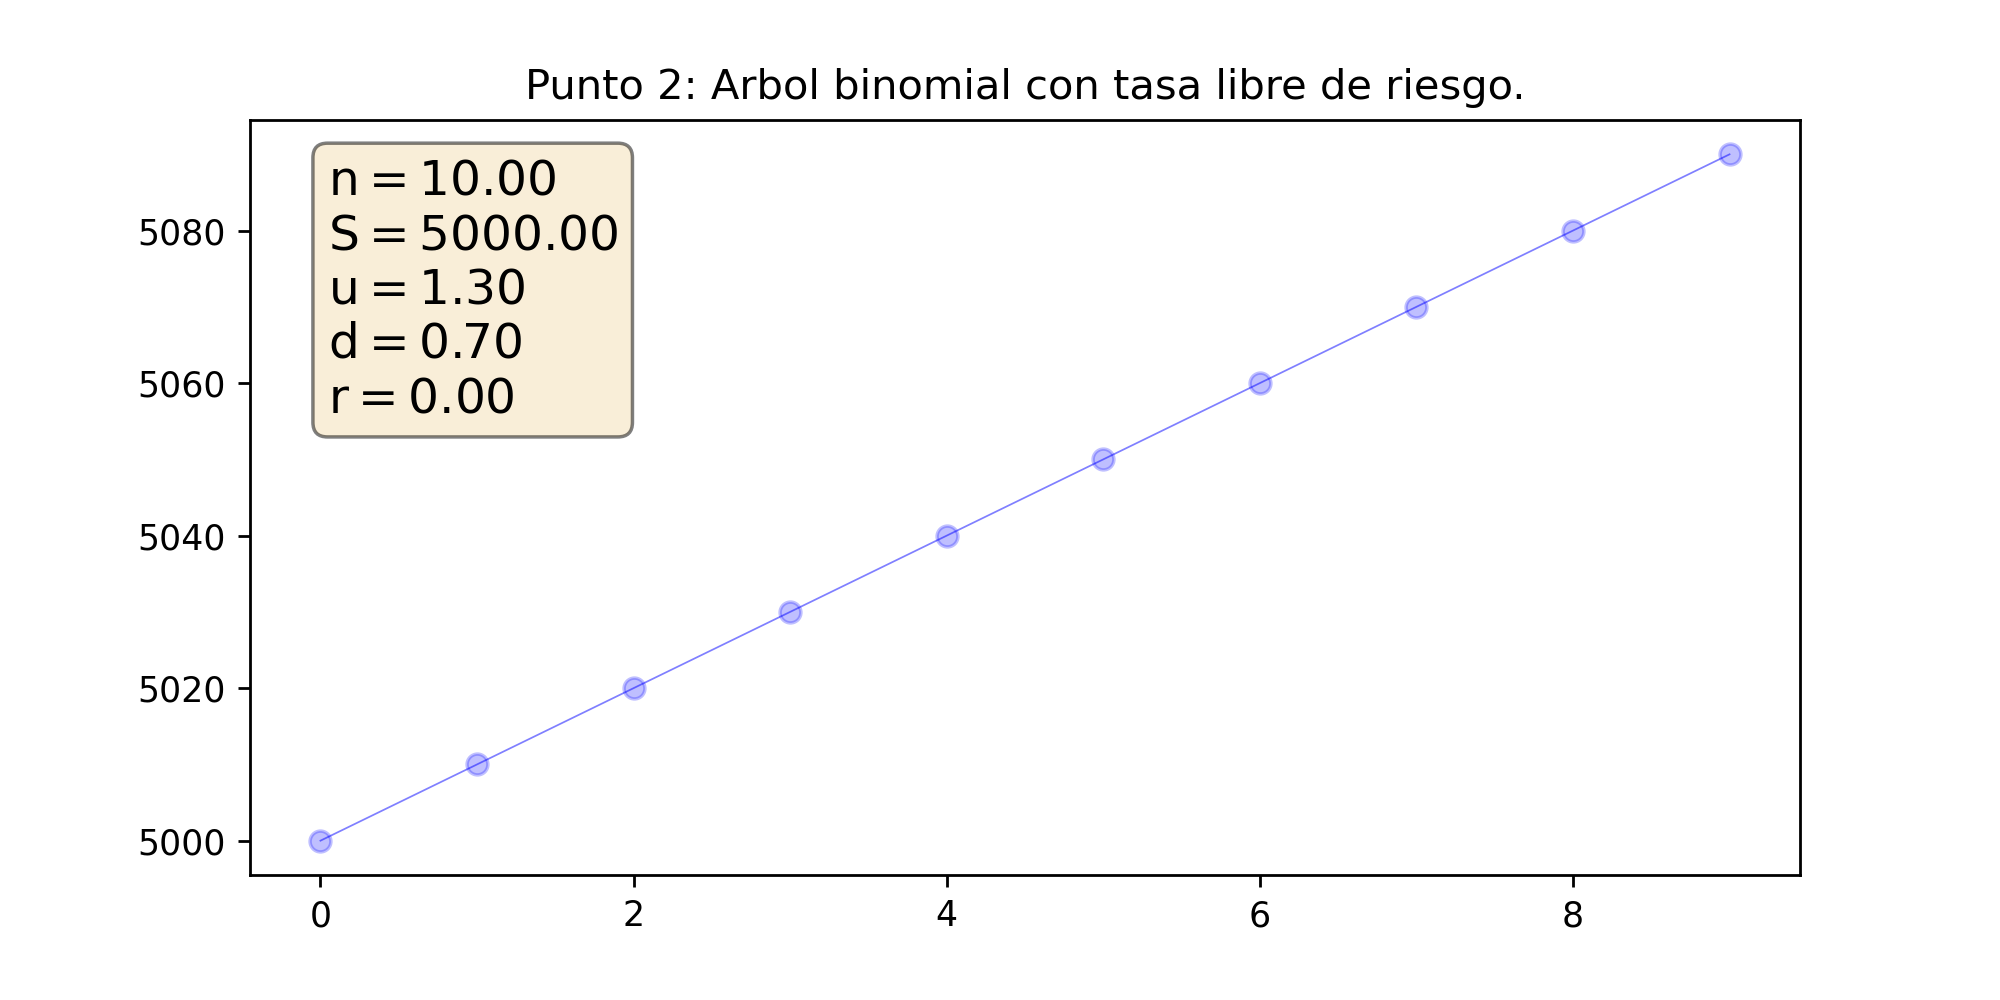 Punto 2: Arbol binomial con tasa libre de riesgo.
n = 10.00
S = 5000.00
u = 1.30
d = 0.70
r = 0.00
5080
5060
5040
5020
5000
0 2 4 6 8